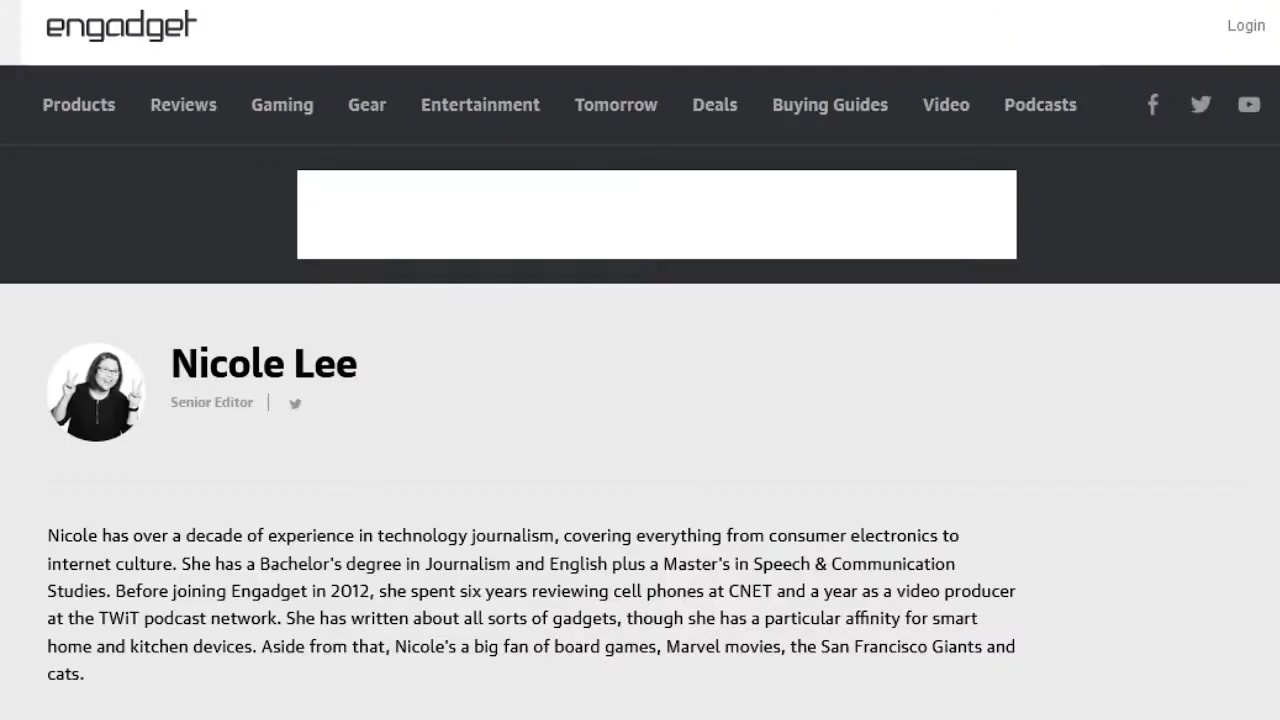 engadget
Login
Products Reviews Gaming Gear Entertainment Tomorrow Deals Buying Guides Video Podcasts
Nicole Lee
Senior Editor
Nicole has over a decade of experience in technology journalism, covering everything from consumer electronics to
internet culture. She has a Bachelor's degree in Journalism and English plus a Master's in Speech & Communication
Studies. Before joining Engadget in 2012, she spent six years reviewing cell phones at CNET and a year as a video producer
at the TWiT podcast network. She has written about all sorts of gadgets, though she has a particular affinity for smart
home and kitchen devices. Aside from that, Nicole's a big fan of board games, Marvel movies, the San Francisco Giants and
cats.